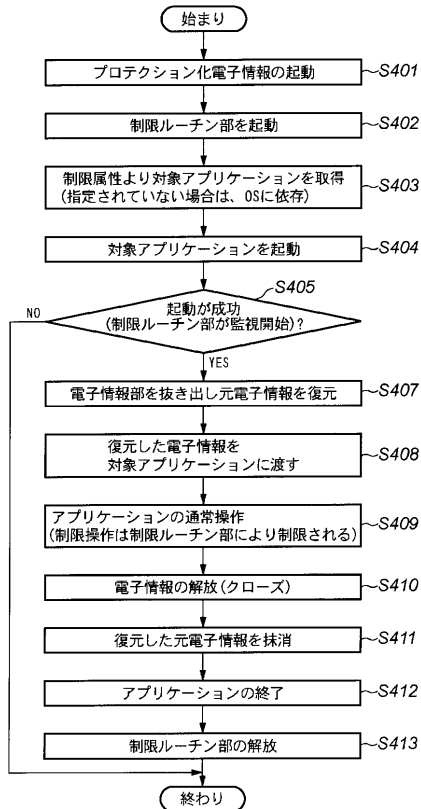 始まり
プロテクション化電子情報の起動
S401
制限ルーチン部を起動
S402
制限属性より対象アプリケーションを取得
(指定されていない場合は、OSに依存)
S403
対象アプリケーションを起動
S404
S405
起動が成功
(制限ルーチン部が監視開始)?
NO
YES
電子情報部を抜き出し元電子情報を復元
S407
復元した電子情報を
対象アプリケーションに渡す
S408
アプリケーションの通常操作
(制限操作は制限ルーチン部により制限される)
S409
電子情報の解放(クローズ)
S410
復元した元電子情報を抹消
S411
アプリケーションの終了
S412
制限ルーチン部の解放
S413
終わり